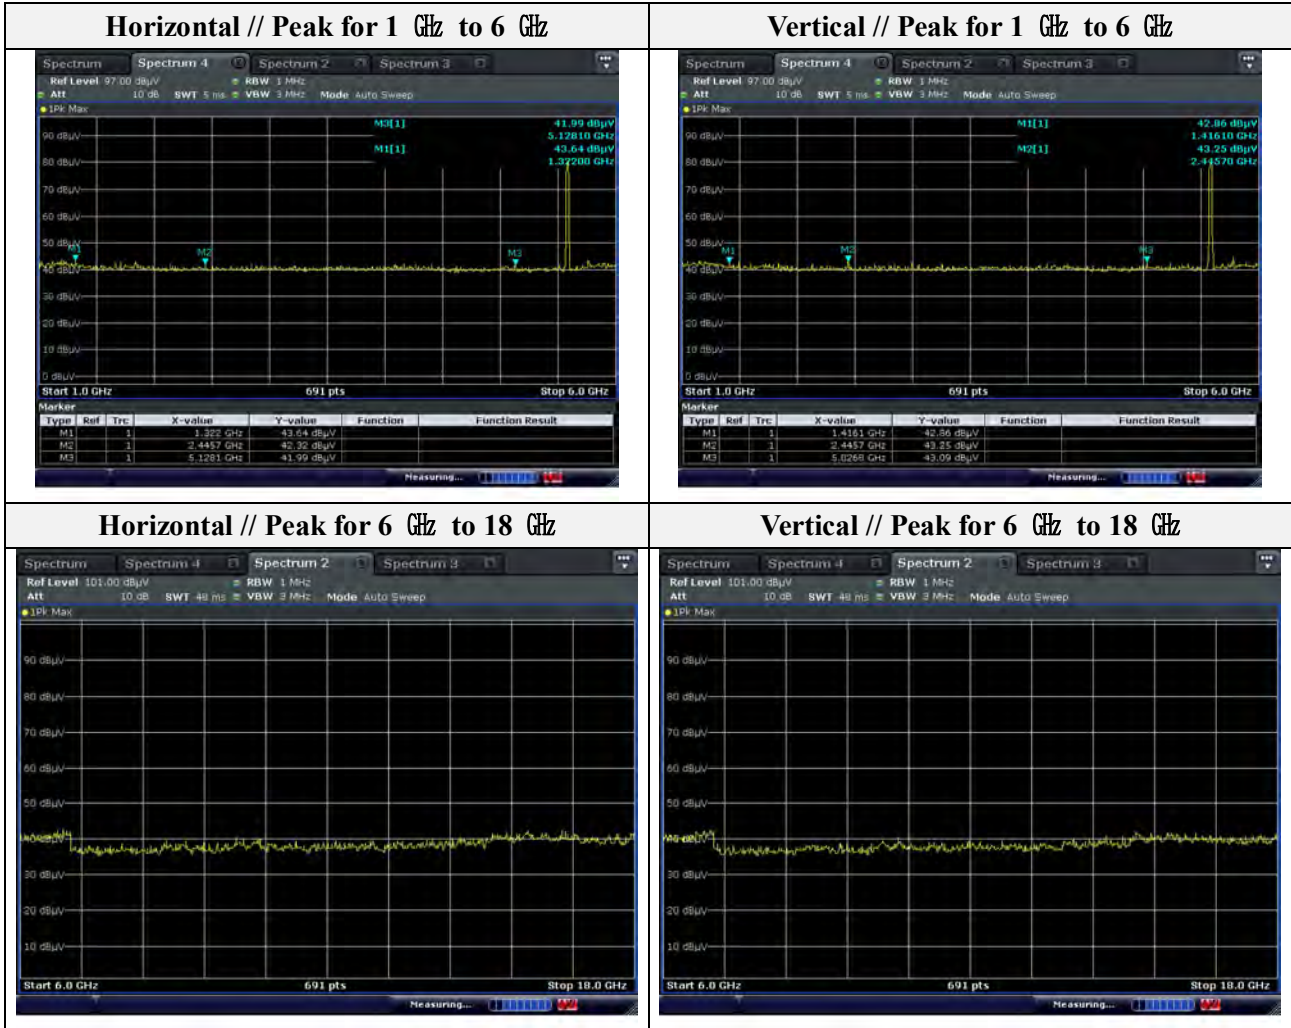 Horizontal // Peak for 1 ㎓ to 6 ㎓
Spectrum Spectrum 4 Spectrum 2 Spectrum 3
Ref Level 97.00 dBµV RBW 1 MHz
Att 10 dB SWT 5 ms VBW 3 MHz Mode Auto Sweep
1Pk Max
M3[1] 41.99 dBµV
5.12810 GHz
M1[1] 43.64 dBµV
1.32200 GHz
90 dBµV
80 dBµV
70 dBµV
60 dBµV
50 dBµV
40 dBµV
30 dBµV
20 dBµV
10 dBµV
0 dBµV
M1 M2 M3
Start 1.0 GHz 691 pts Stop 6.0 GHz
Marker
Type Ref Trc X-value Y-value Function Function Result
M1 1 1.322 GHz 43.64 dBµV
M2 1 2.4457 GHz 42.32 dBµV
M3 1 5.1281 GHz 41.99 dBµV
Measuring...
Vertical // Peak for 1 ㎓ to 6 ㎓
Spectrum Spectrum 4 Spectrum 2 Spectrum 3
Ref Level 97.00 dBµV RBW 1 MHz
Att 10 dB SWT 5 ms VBW 3 MHz Mode Auto Sweep
1Pk Max
M1[1] 42.86 dBµV
1.41610 GHz
M2[1] 43.25 dBµV
2.44570 GHz
90 dBµV
80 dBµV
70 dBµV
60 dBµV
50 dBµV
40 dBµV
30 dBµV
20 dBµV
10 dBµV
0 dBµV
M1 M2 M3
Start 1.0 GHz 691 pts Stop 6.0 GHz
Marker
Type Ref Trc X-value Y-value Function Function Result
M1 1 1.4161 GHz 42.86 dBµV
M2 1 2.4457 GHz 43.25 dBµV
M3 1 5.0268 GHz 43.09 dBµV
Measuring...
Horizontal // Peak for 6 ㎓ to 18 ㎓
Spectrum Spectrum 4 Spectrum 2 Spectrum 3
Ref Level 101.00 dBµV RBW 1 MHz
Att 10 dB SWT 48 ms VBW 3 MHz Mode Auto Sweep
1Pk Max
90 dBµV
80 dBµV
70 dBµV
60 dBµV
50 dBµV
40 dBµV
30 dBµV
20 dBµV
10 dBµV
Start 6.0 GHz 691 pts Stop 18.0 GHz
Measuring...
Vertical // Peak for 6 ㎓ to 18 ㎓
Spectrum Spectrum 4 Spectrum 2 Spectrum 3
Ref Level 101.00 dBµV RBW 1 MHz
Att 10 dB SWT 48 ms VBW 3 MHz Mode Auto Sweep
1Pk Max
90 dBµV
80 dBµV
70 dBµV
60 dBµV
50 dBµV
40 dBµV
30 dBµV
20 dBµV
10 dBµV
Start 6.0 GHz 691 pts Stop 18.0 GHz
Measuring...